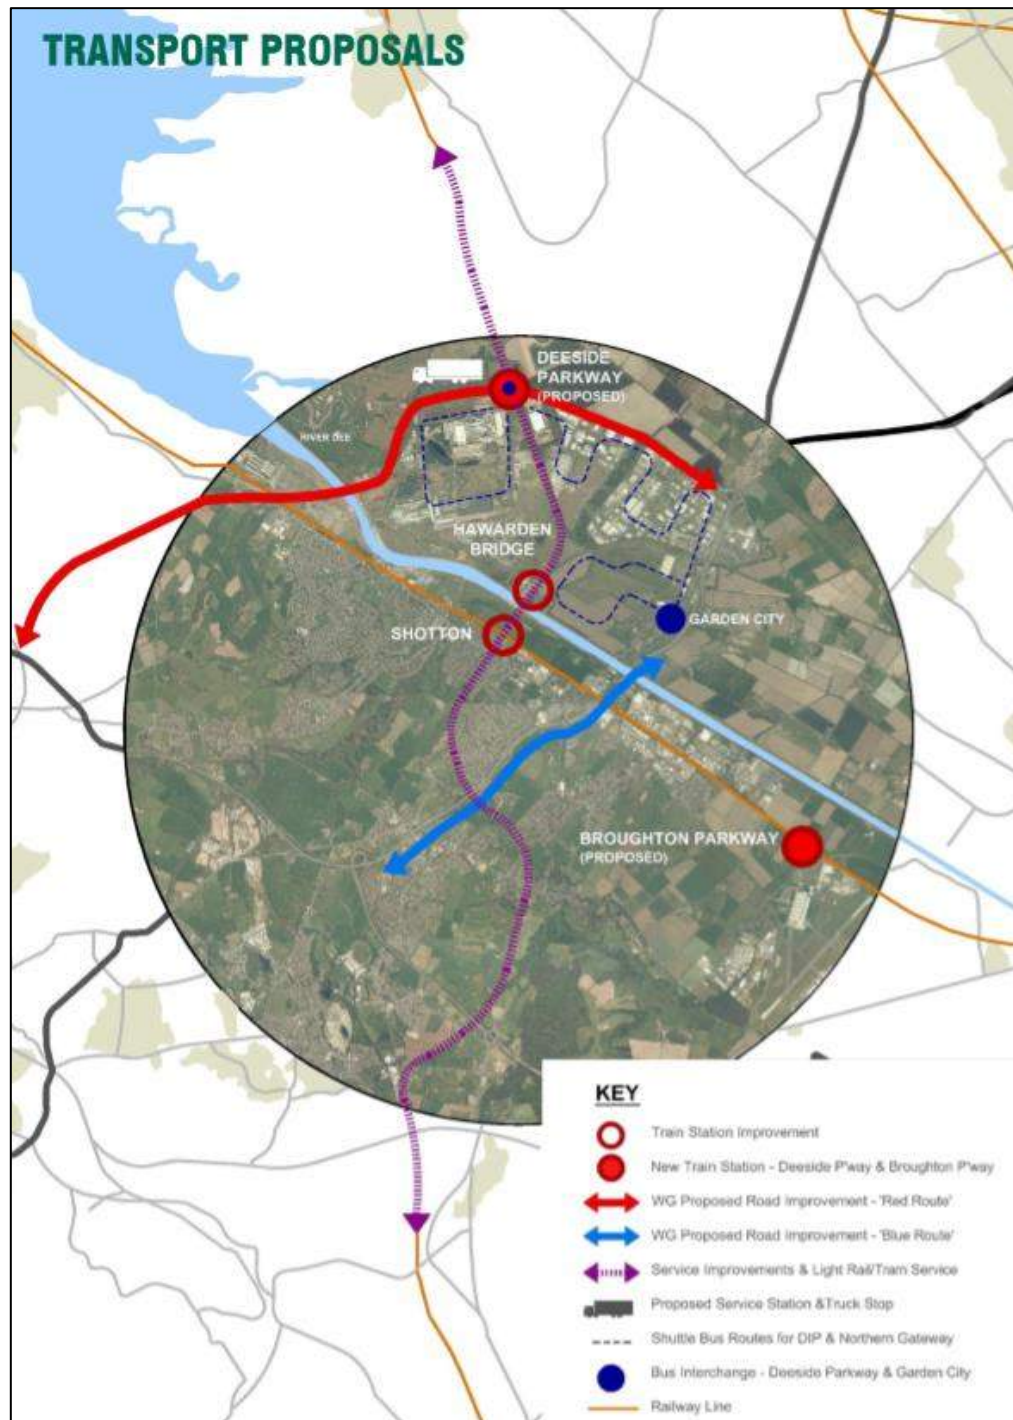 TRANSPORT PROPOSALS
DEESIDE
PARKWAY
(PROPOSED)
RIVER DEE
HAWARDEN
BRIDGE
SHOTTON
GARDEN CITY
BROUGHTON PARKWAY
(PROPOSED)
KEY
Train Station Improvement
New Train Station - Deeside P'way & Broughton P'way
WG Proposed Road Improvement - 'Red Route'
WG Proposed Road Improvement - 'Blue Route'
Service Improvements & Light Rail/Tram Service
Proposed Service Station &Truck Stop
Shuttle Bus Routes for DIP & Northern Gateway
Bus Interchange - Deeside Parkway & Garden City
Railway Line